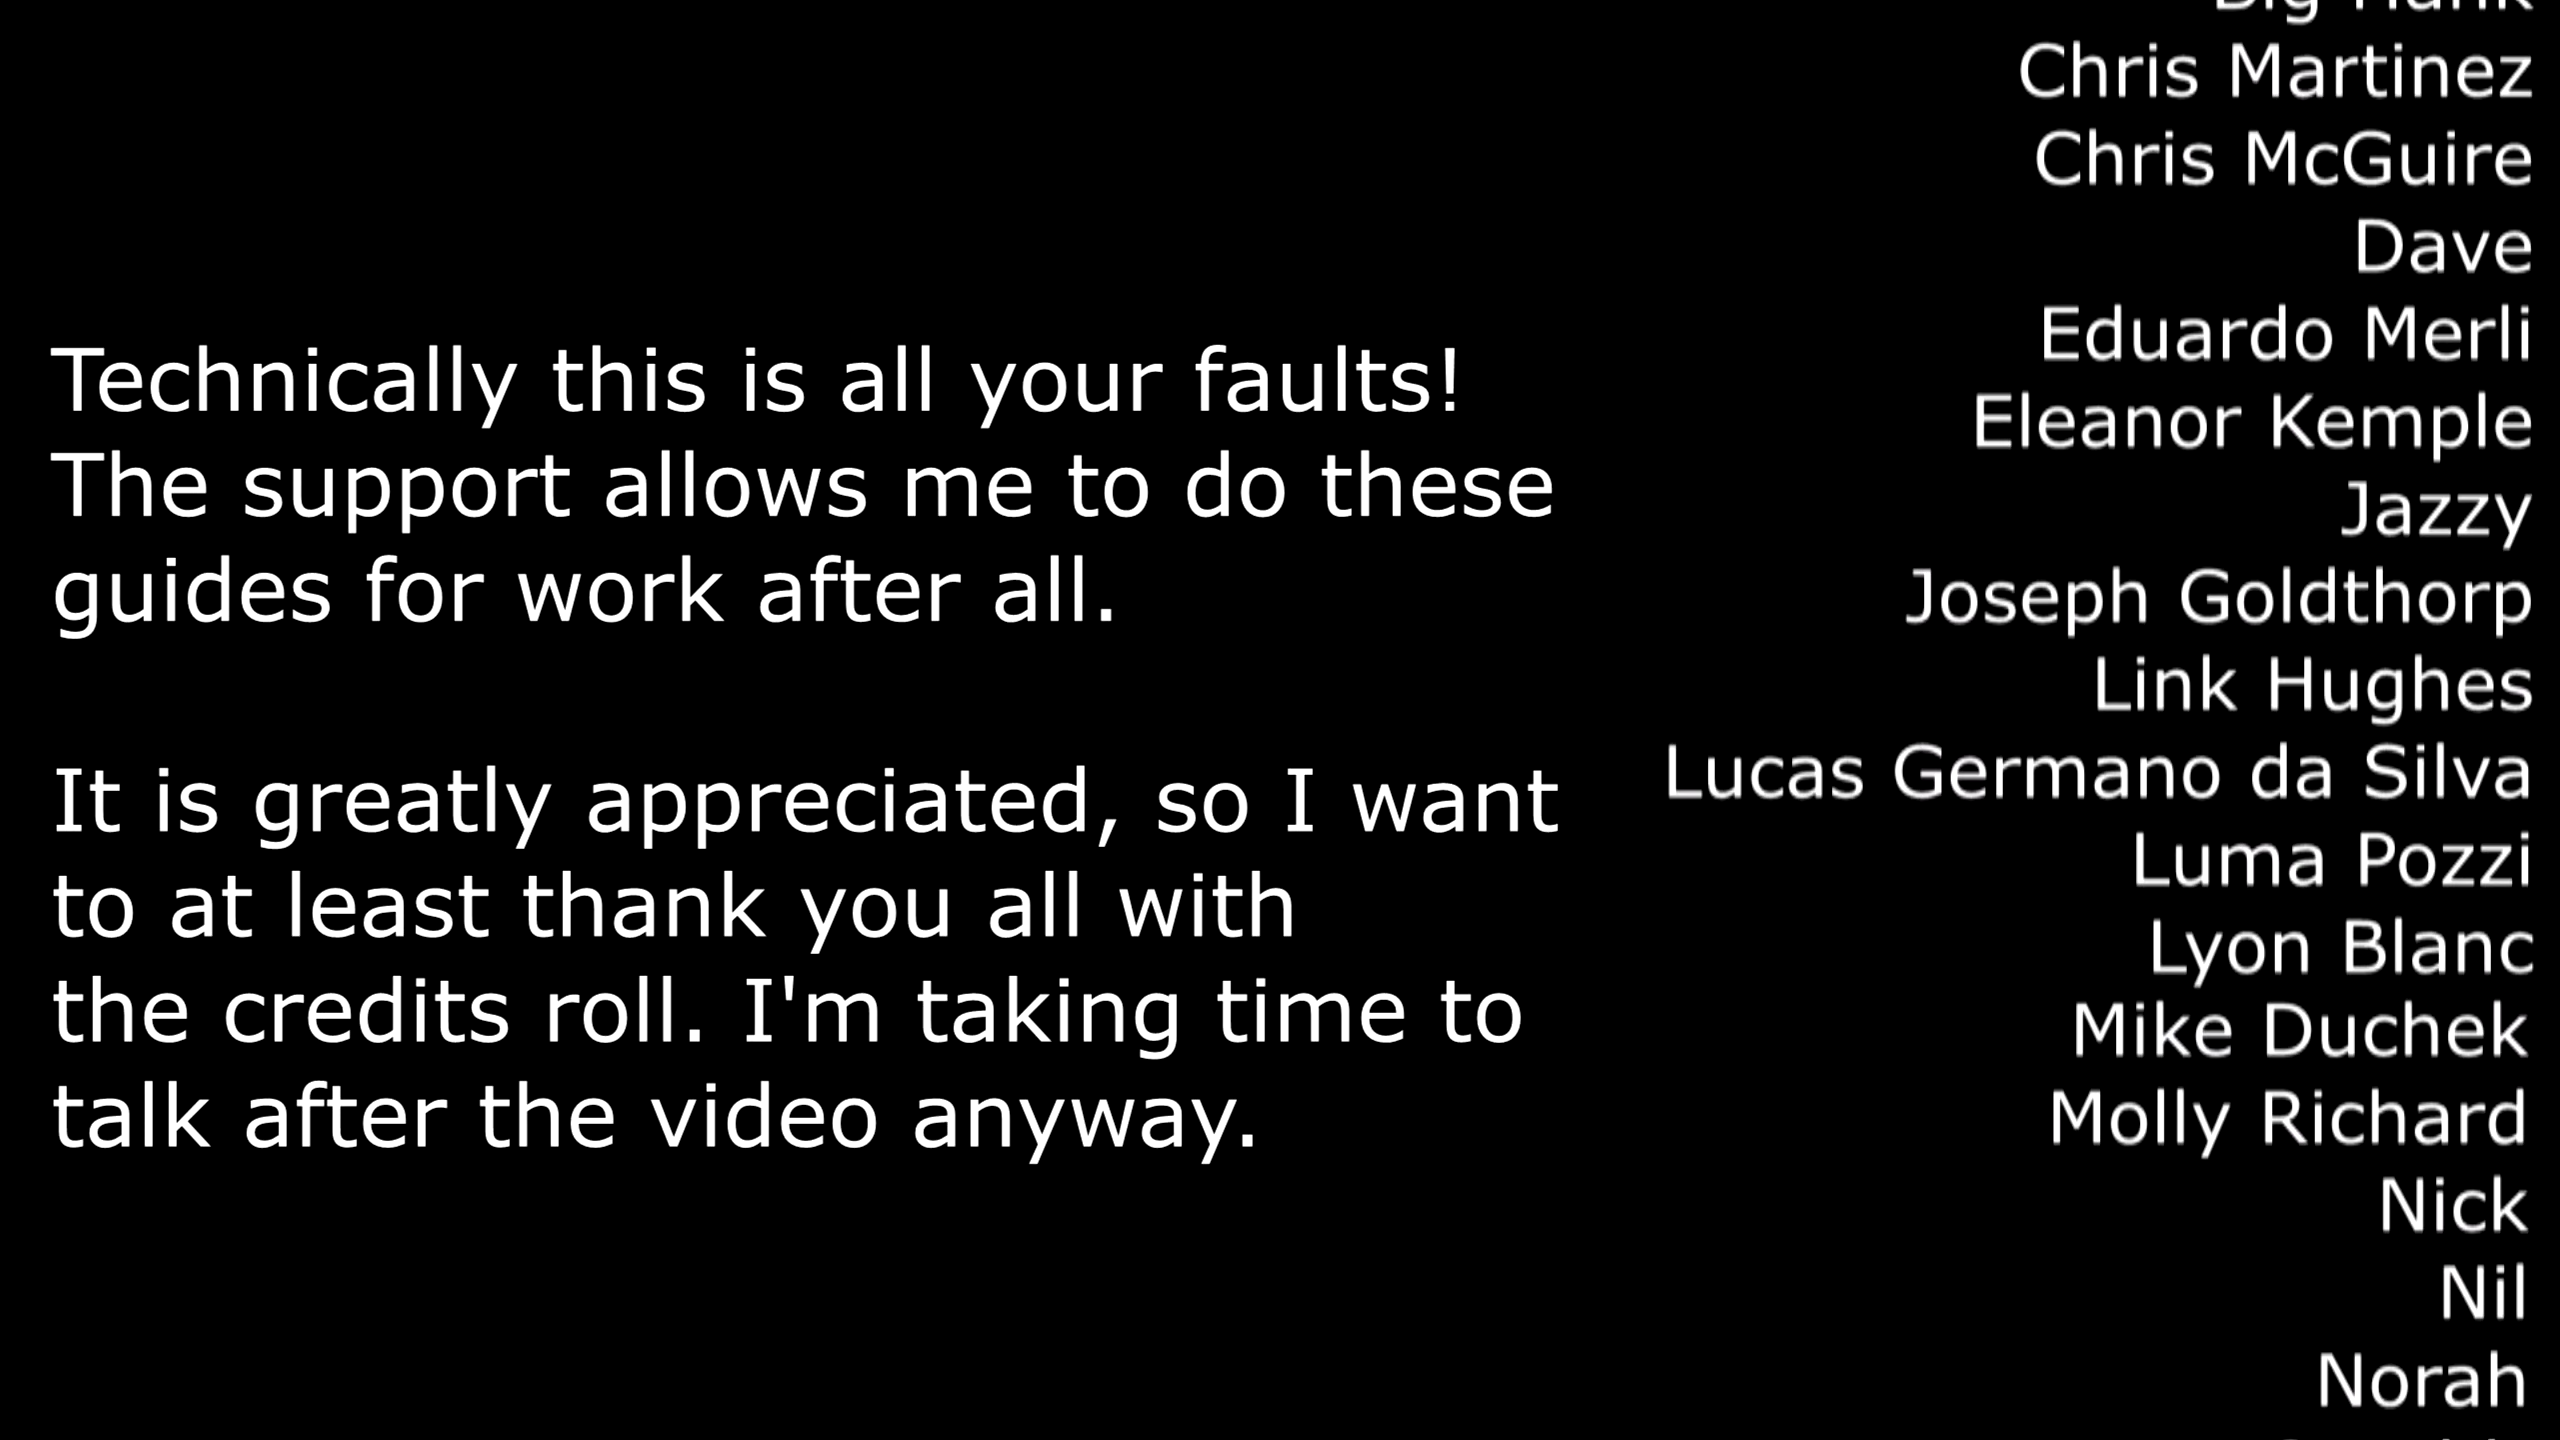 Technically this is all your faults!
The support allows me to do these
guides for work after all.
It is greatly appreciated, so I want
to at least thank you all with
the credits roll. I'm taking time to
talk after the video anyway.
Chris Martinez
Chris McGuire
Dave
Eduardo Merli
Eleanor Kemple
Jazzy
Joseph Goldthorp
Link Hughes
Lucas Germano da Silva
Luma Pozzi
Lyon Blanc
Mike Duchek
Molly Richard
Nick
Nil
Norah